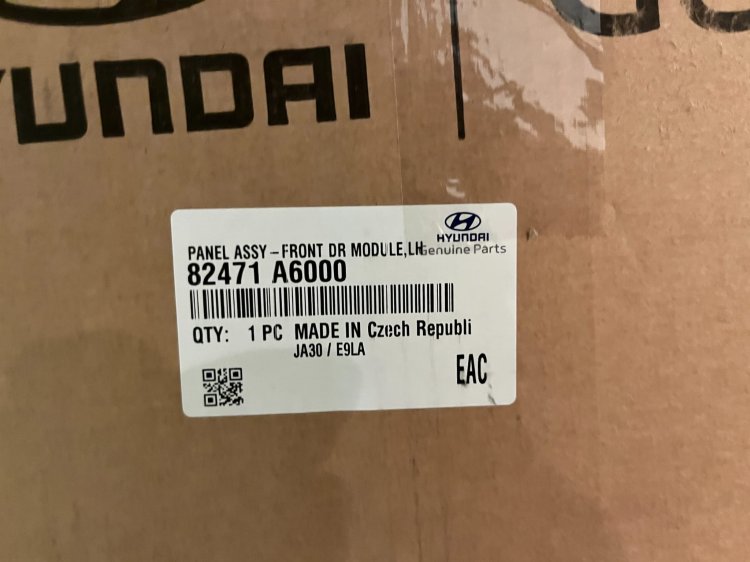 HYUNDAI
HYUNDAI
Genuine Parts
PANEL ASSY-FRONT DR MODULE,LH
82471 A6000
QTY: 1 PC MADE IN Czech Republi
JA30 / E9LA
EAC